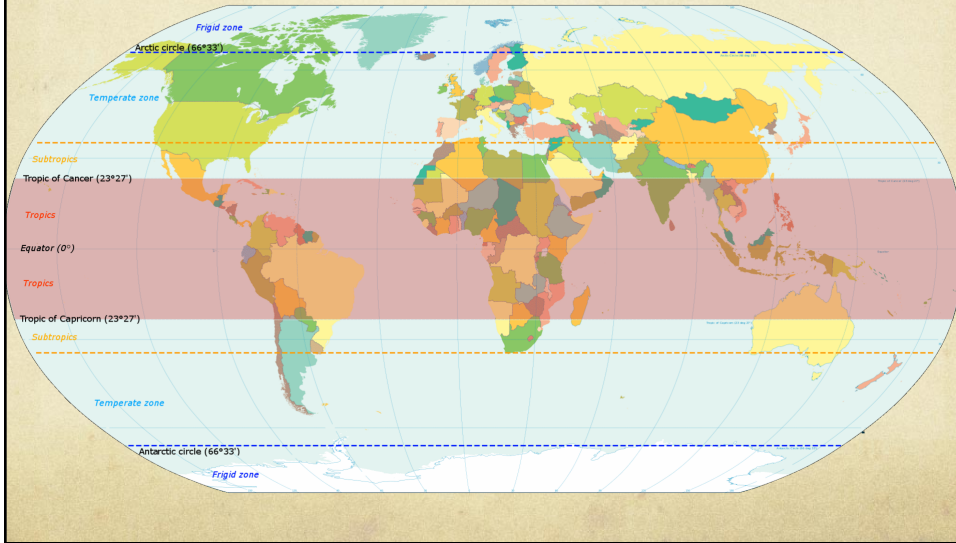 Frigid zone
Arctic circle (66°33')
Temperate zone
Subtropics
Tropic of Cancer (23°27')
Tropics
Equator (0°)
Tropics
Tropic of Capricorn (23°27')
Subtropics
Temperate zone
Antarctic circle (66°33')
Frigid zone